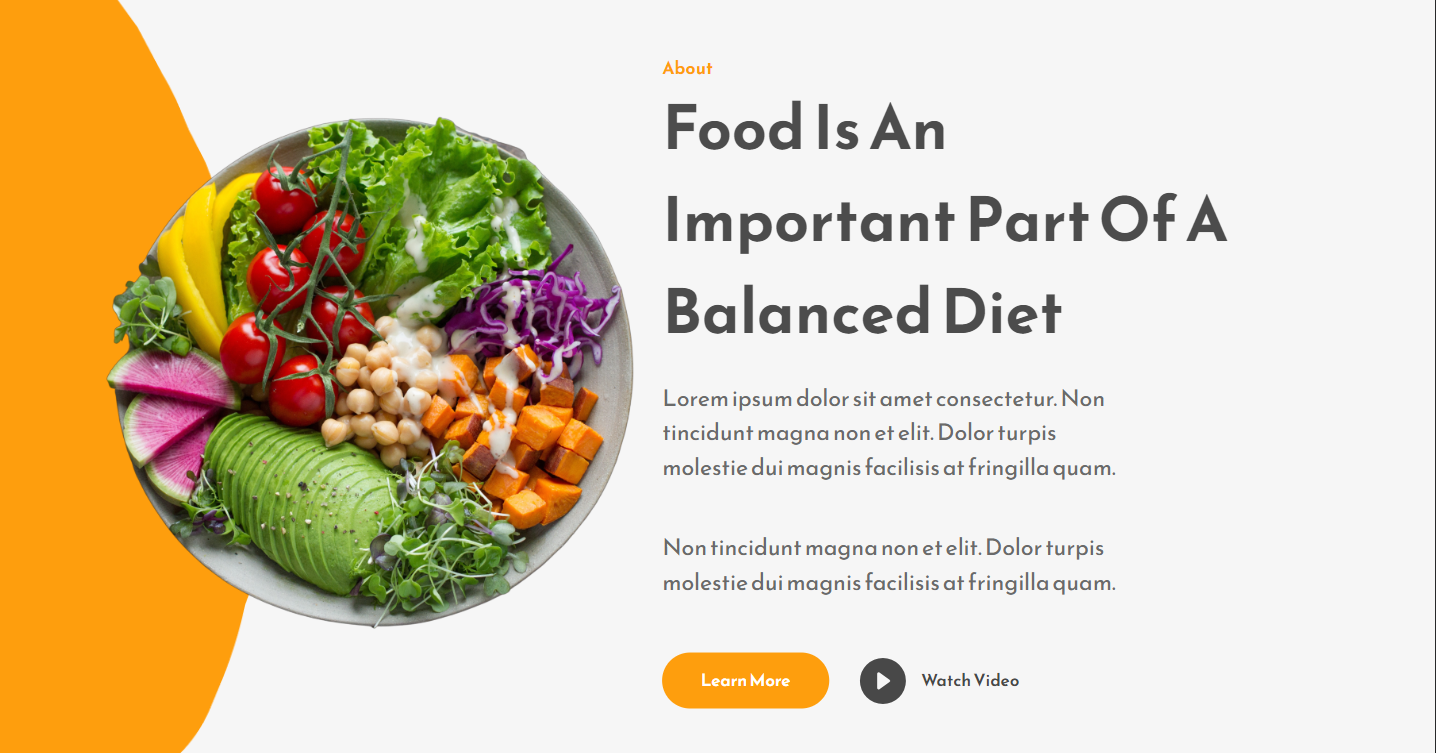 About
Food Is An
Important Part Of A
Balanced Diet
Lorem ipsum dolor sit amet consectetur. Non
tincidunt magna non et elit. Dolor turpis
molestie dui magnis facilisis at fringilla quam.
Non tincidunt magna non et elit. Dolor turpis
molestie dui magnis facilisis at fringilla quam.
Learn More
Watch Video